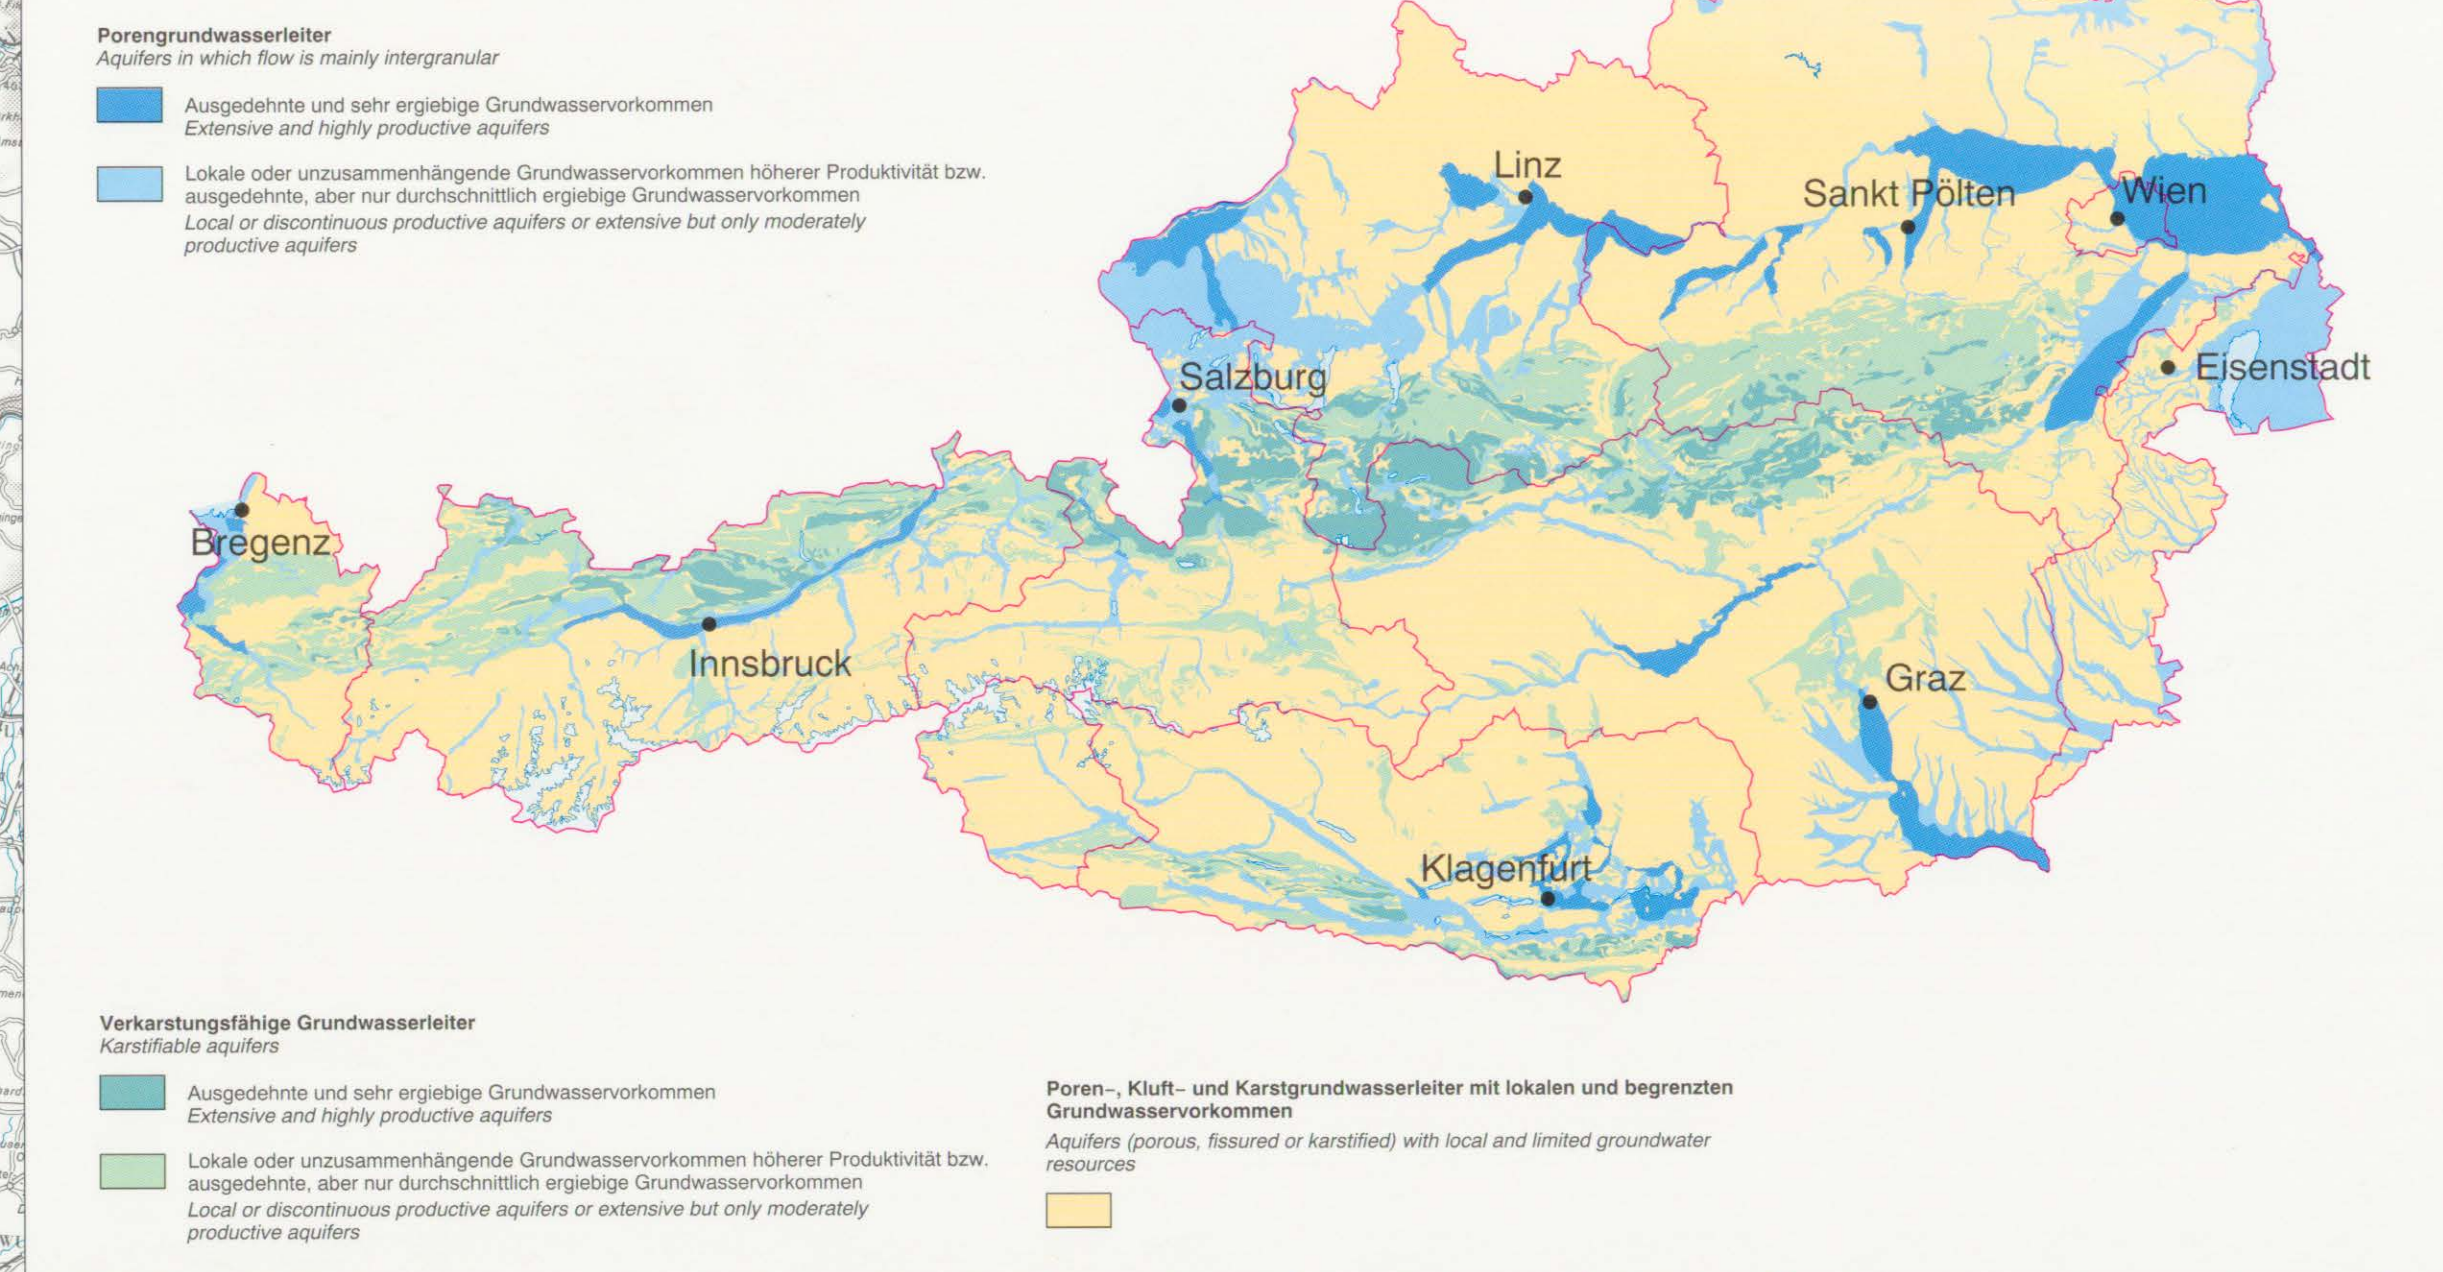 Porengrundwasserleiter
Aquifers in which flow is mainly intergranular
Ausgedehnte und sehr ergiebige Grundwasservorkommen
Extensive and highly productive aquifers
Lokale oder unzusammenhängende Grundwasservorkommen höherer Produktivität bzw.
ausgedehnte, aber nur durchschnittlich ergiebige Grundwasservorkommen
Local or discontinuous productive aquifers or extensive but only moderately
productive aquifers
Linz
Sankt Pölten
Wien
Salzburg
Eisenstadt
Bregenz
Innsbruck
Graz
Klagenfurt
Verkarstungsfähige Grundwasserleiter
Karstifiable aquifers
Ausgedehnte und sehr ergiebige Grundwasservorkommen
Extensive and highly productive aquifers
Lokale oder unzusammenhängende Grundwasservorkommen höherer Produktivität bzw.
ausgedehnte, aber nur durchschnittlich ergiebige Grundwasservorkommen
Local or discontinuous productive aquifers or extensive but only moderately
productive aquifers
Poren–, Kluft– und Karstgrundwasserleiter mit lokalen und begrenzten
Grundwasservorkommen
Aquifers (porous, fissured or karstified) with local and limited groundwater
resources